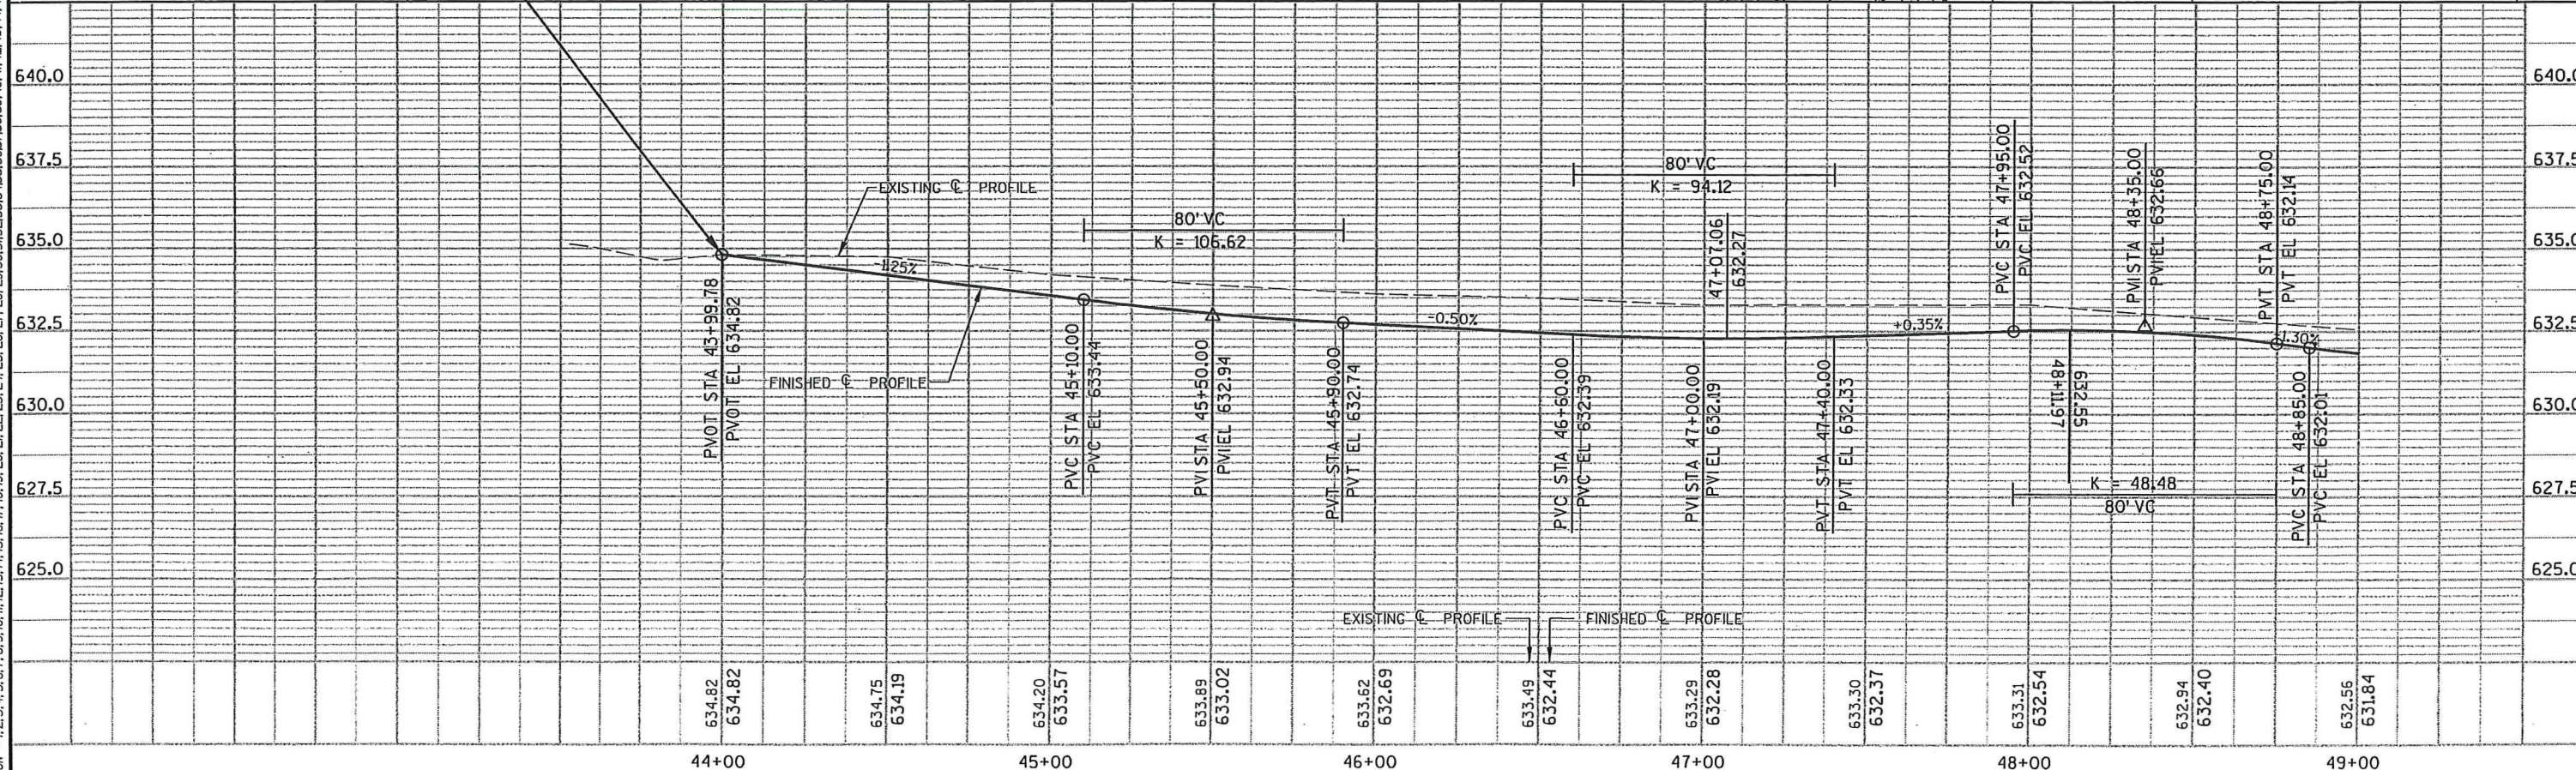 640.0
637.5
635.0
632.5
630.0
627.5
625.0
640.0
637.5
635.0
632.5
630.0
627.5
625.0
EXISTING ℄ PROFILE
-1.25%
FINISHED ℄ PROFILE
PVOT STA 43+99.78
PVOT EL 634.82
80' VC
K = 106.62
PVC STA 45+10.00
PVC EL 633.44
PVI STA 45+50.00
PVI EL 632.94
PVT STA 45+90.00
PVT EL 632.74
-0.50%
80' VC
K = 94.12
47+07.06
632.27
PVC STA 46+60.00
PVC EL 632.39
PVI STA 47+00.00
PVI EL 632.19
PVT STA 47+40.00
PVT EL 632.33
+0.35%
PVC STA 47+95.00
PVC EL 632.52
PVI STA 48+35.00
PVI EL 632.66
PVT STA 48+75.00
PVT EL 632.14
-1.30%
48+11.97
632.55
K = 48.48
80' VC
PVC STA 48+85.00
PVC EL 632.01
EXISTING ℄ PROFILE
FINISHED ℄ PROFILE
634.82
634.82
634.75
634.19
634.20
633.57
633.89
633.02
633.62
632.69
633.49
632.44
633.29
632.28
633.30
632.37
633.31
632.54
632.94
632.40
632.56
631.84
44+00
45+00
46+00
47+00
48+00
49+00